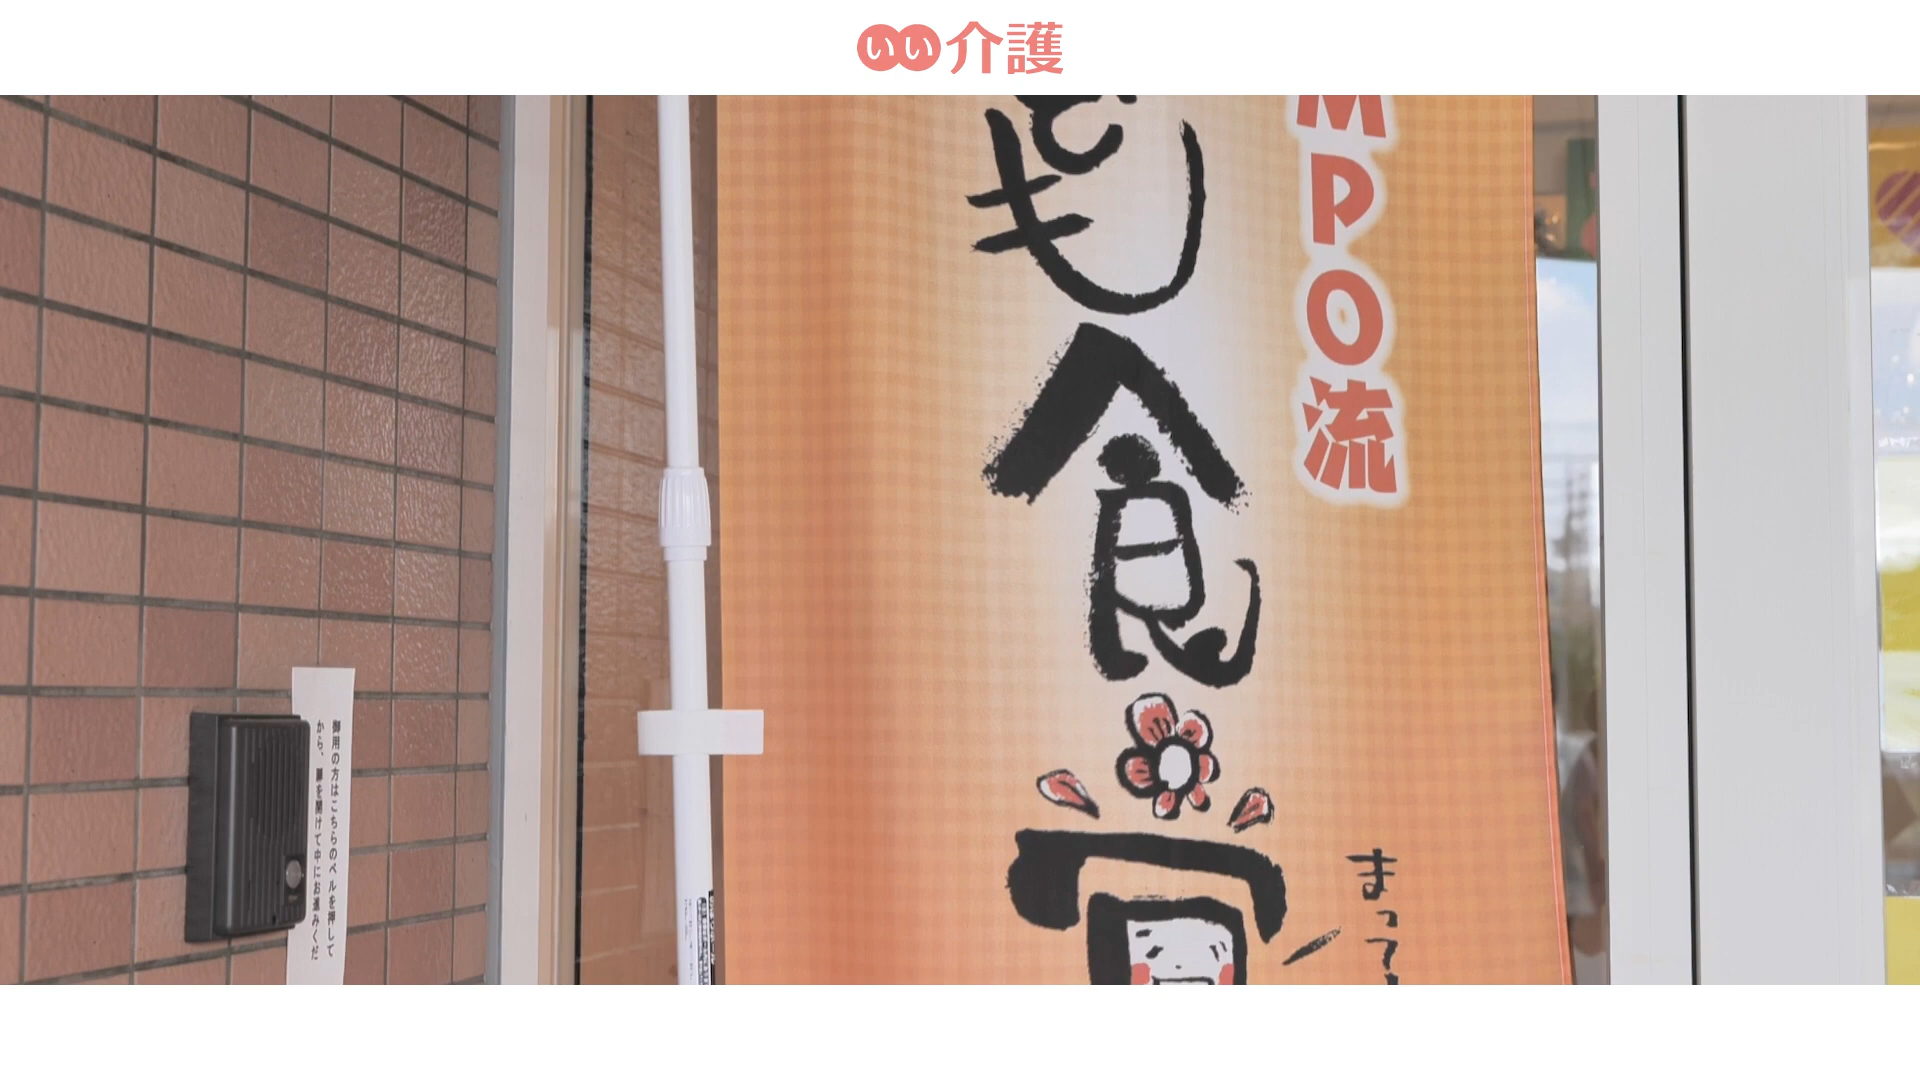 いい介護
MPO流
ども食堂
まって
御用の方はこちらのベルを押して
から、扉を開けて中にお進みくだ